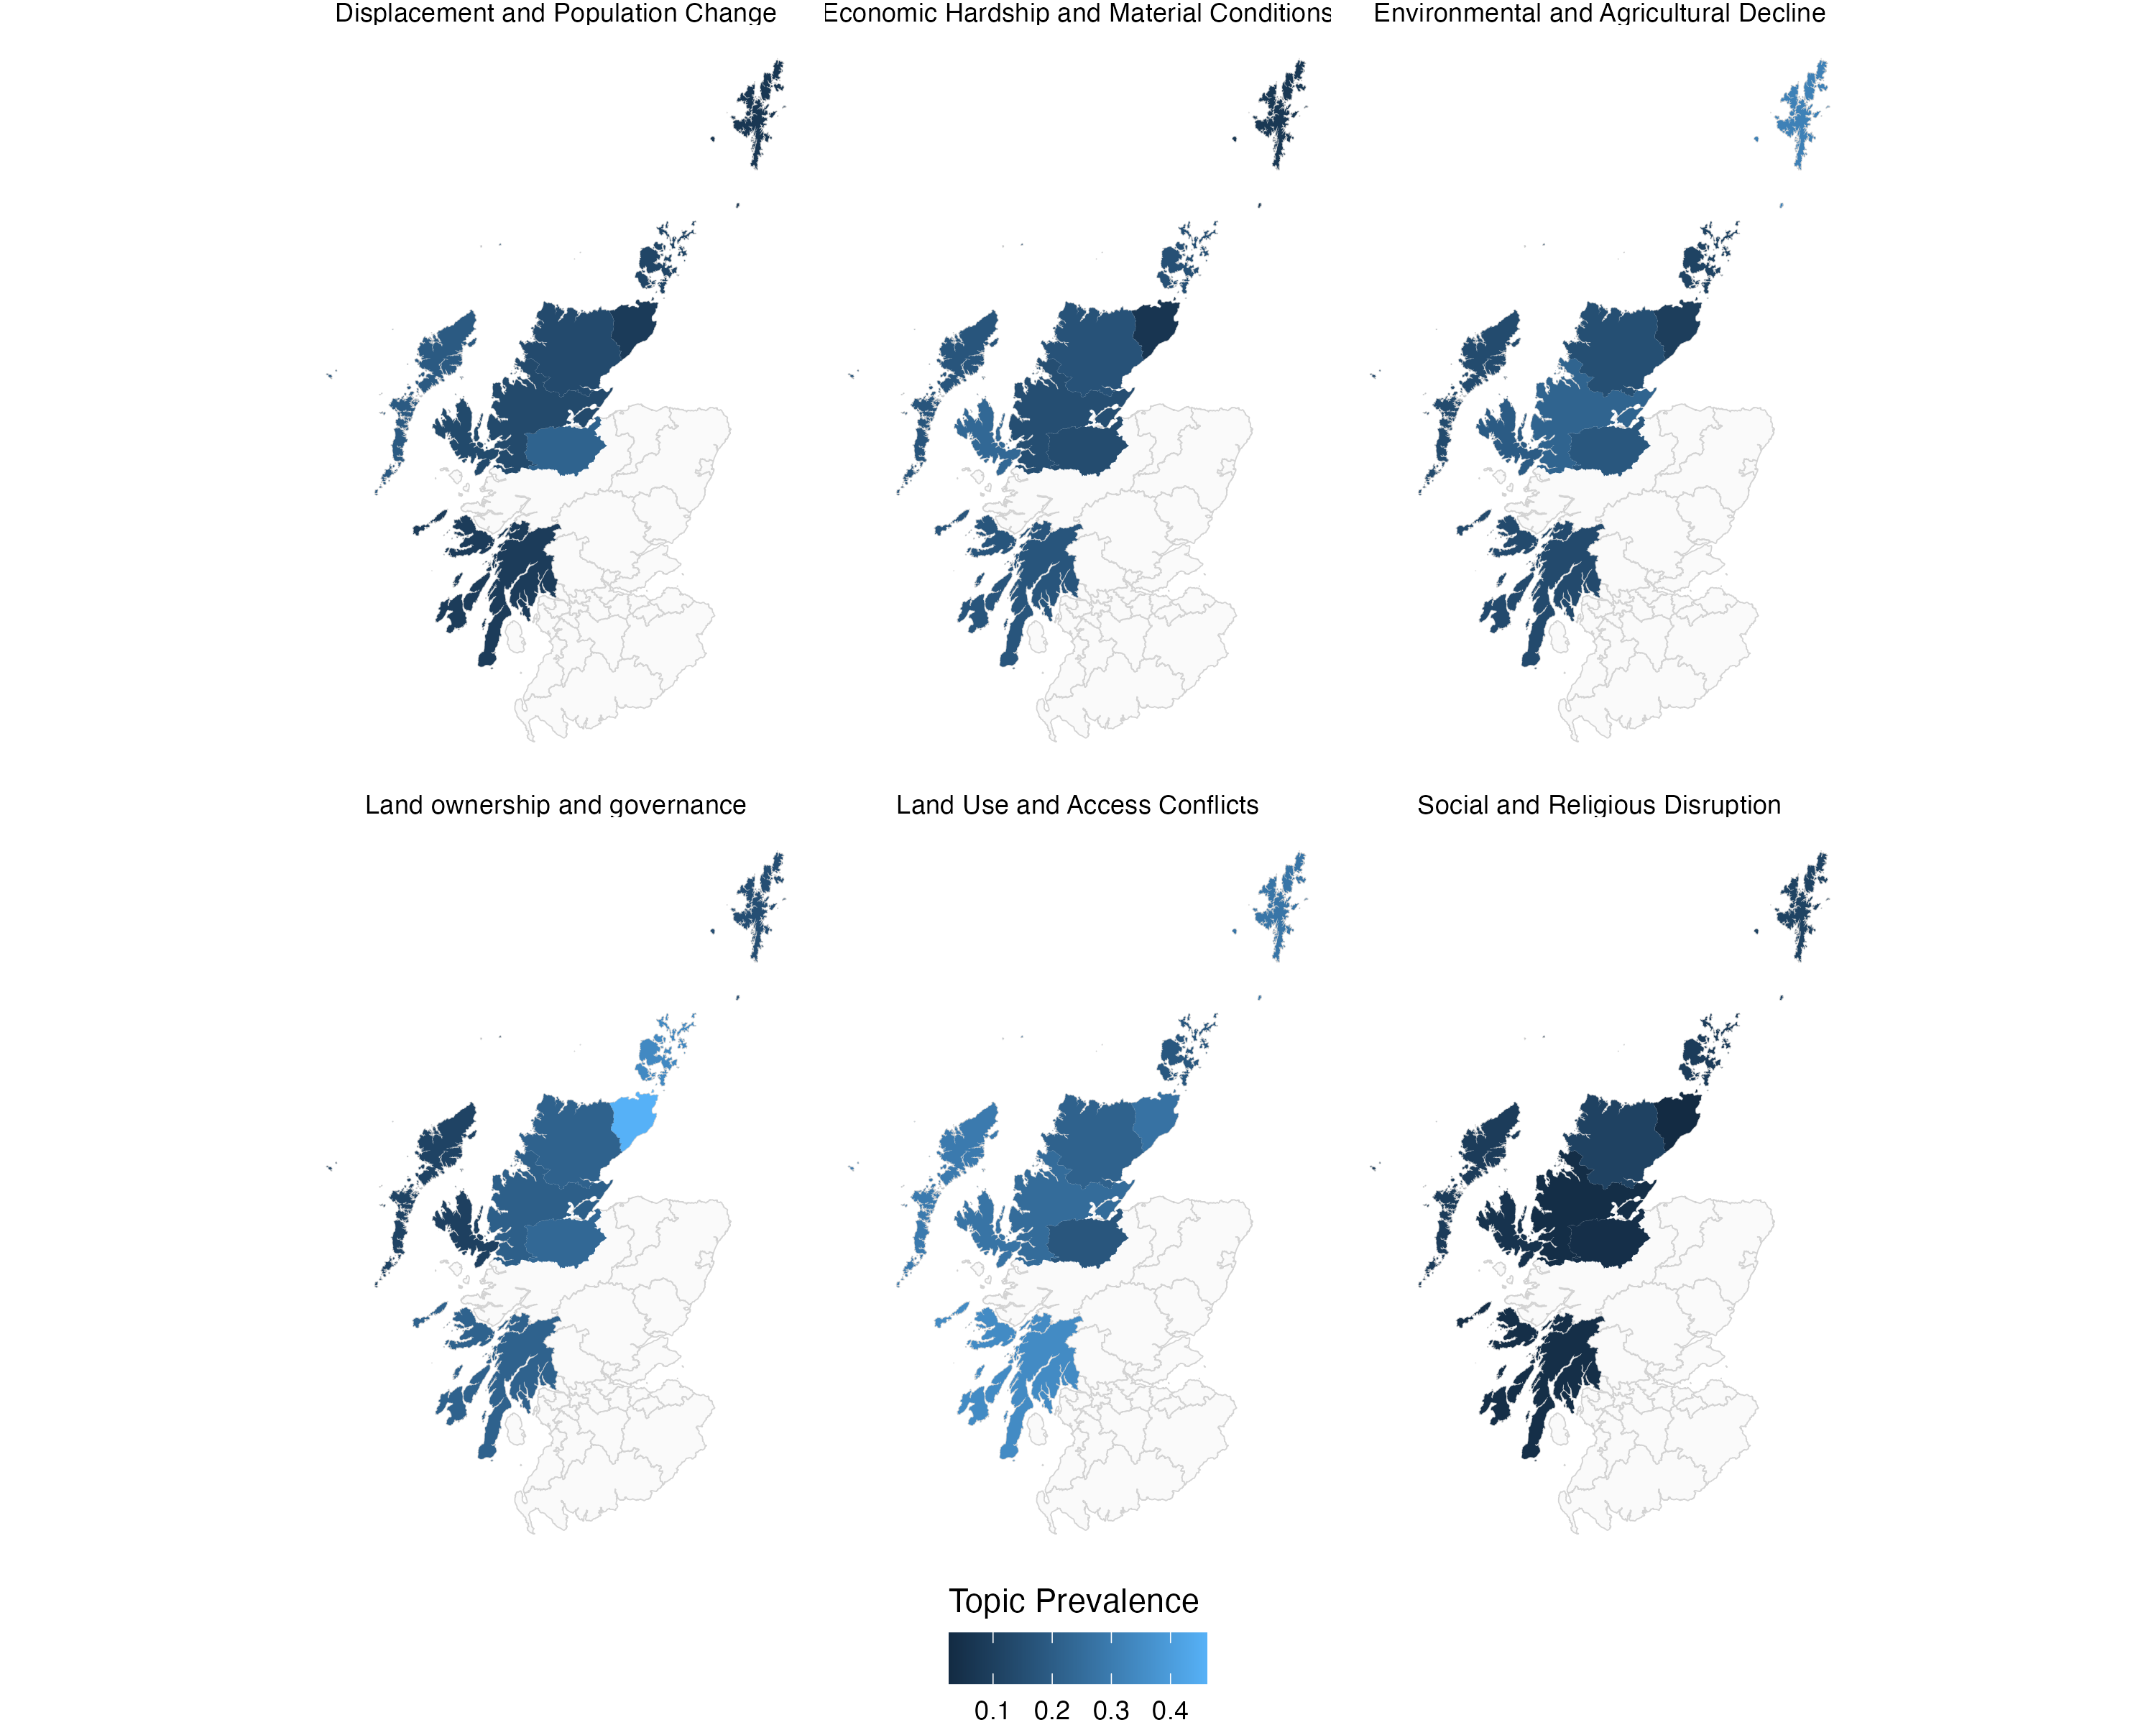 Displacement and Population Change
Economic Hardship and Material Conditions
Environmental and Agricultural Decline
Land ownership and governance
Land Use and Access Conflicts
Social and Religious Disruption
Topic Prevalence
0.1 0.2 0.3 0.4